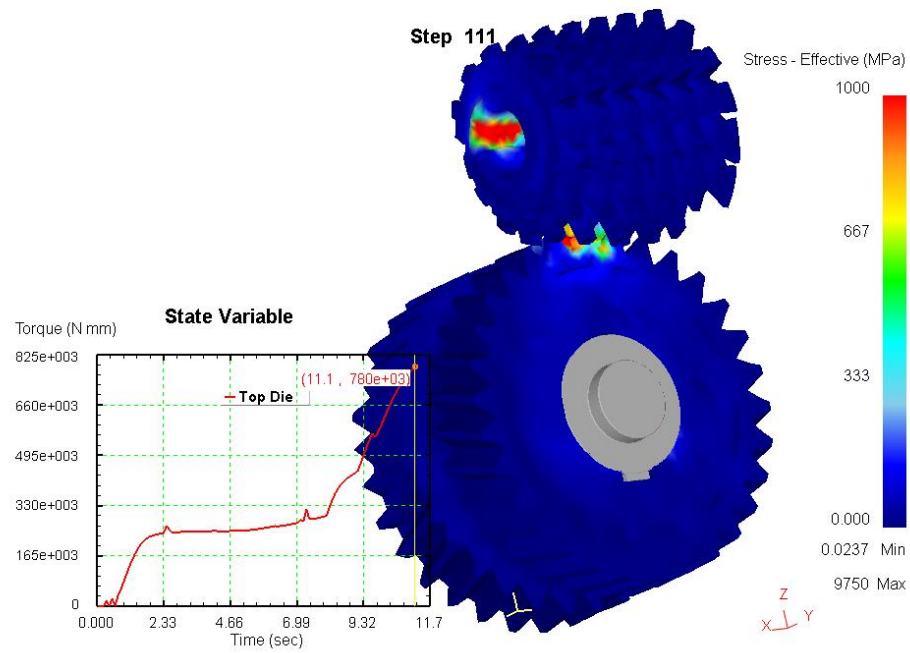 Step 111
Stress - Effective (MPa)
1000
667
333
0.000
0.0237 Min
9750 Max
State Variable
Torque (N mm)
825e+003
660e+003
495e+003
330e+003
165e+003
0
(11.1 , 780e+03)
Top Die
0.000 2.33 4.66 6.99 9.32 11.7
Time (sec)
Z
X Y